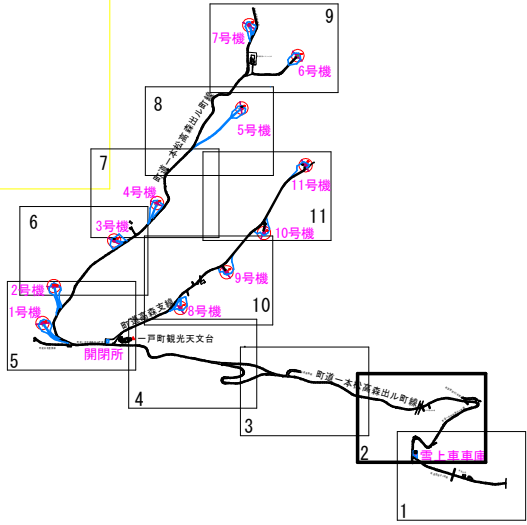 9
7号機
6号機
8
5号機
町道一本松高森出ル町線
7
4号機
11号機
3号機
6
11
10号機
2号機
9号機
10
1号機
8号機
町道高森支線
開閉所
一戸町観光天文台
5
4
3
町道一本松高森出ル町線
2
雪上車車庫
1